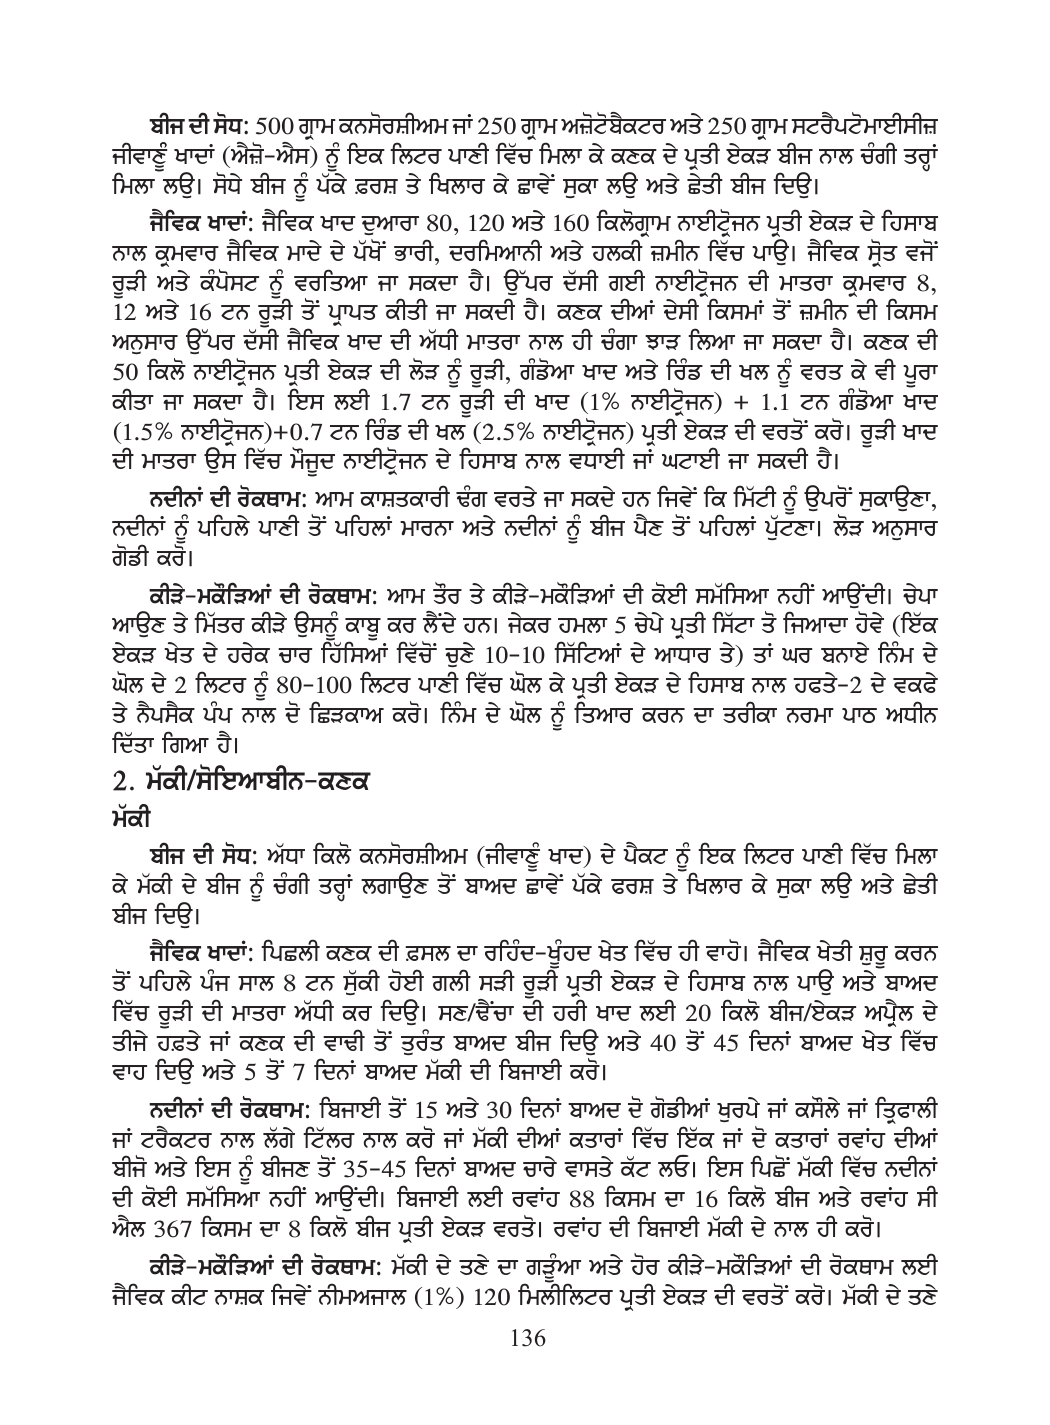 ਬੀਜ ਦੀ ਸੋਧ: 500 ਗ੍ਰਾਮ ਕਨਸੋਰਸ਼ੀਅਮ ਜਾਂ 250 ਗ੍ਰਾਮ ਅਜ਼ੋਟੋਬੈਕਟਰ ਅਤੇ 250 ਗ੍ਰਾਮ ਸਟਰੈਪਟੋਮਾਈਸੀਜ਼
ਜੀਵਾਣੂੰ ਖਾਦਾਂ (ਐਜ਼ੋ-ਐਸ) ਨੂੰ ਇਕ ਲਿਟਰ ਪਾਣੀ ਵਿੱਚ ਮਿਲਾ ਕੇ ਕਣਕ ਦੇ ਪ੍ਰਤੀ ਏਕੜ ਬੀਜ ਨਾਲ ਚੰਗੀ ਤਰ੍ਹਾਂ
ਮਿਲਾ ਲਉ। ਸੋਧੇ ਬੀਜ ਨੂੰ ਪੱਕੇ ਫ਼ਰਸ਼ ਤੇ ਖਿਲਾਰ ਕੇ ਛਾਵੇਂ ਸੁਕਾ ਲਉ ਅਤੇ ਛੇਤੀ ਬੀਜ ਦਿਉ।
ਜੈਵਿਕ ਖਾਦਾਂ: ਜੈਵਿਕ ਖਾਦ ਦੁਆਰਾ 80, 120 ਅਤੇ 160 ਕਿਲੋਗ੍ਰਾਮ ਨਾਈਟ੍ਰੋਜਨ ਪ੍ਰਤੀ ਏਕੜ ਦੇ ਹਿਸਾਬ
ਨਾਲ ਕ੍ਰਮਵਾਰ ਜੈਵਿਕ ਮਾਦੇ ਦੇ ਪੱਖੋਂ ਭਾਰੀ, ਦਰਮਿਆਨੀ ਅਤੇ ਹਲਕੀ ਜ਼ਮੀਨ ਵਿੱਚ ਪਾਉ। ਜੈਵਿਕ ਸ੍ਰੋਤ ਵਜੋਂ
ਰੂੜੀ ਅਤੇ ਕੰਪੋਸਟ ਨੂੰ ਵਰਤਿਆ ਜਾ ਸਕਦਾ ਹੈ। ਉੱਪਰ ਦੱਸੀ ਗਈ ਨਾਈਟ੍ਰੋਜਨ ਦੀ ਮਾਤਰਾ ਕ੍ਰਮਵਾਰ 8,
12 ਅਤੇ 16 ਟਨ ਰੂੜੀ ਤੋਂ ਪ੍ਰਾਪਤ ਕੀਤੀ ਜਾ ਸਕਦੀ ਹੈ। ਕਣਕ ਦੀਆਂ ਦੇਸੀ ਕਿਸਮਾਂ ਤੋਂ ਜ਼ਮੀਨ ਦੀ ਕਿਸਮ
ਅਨੁਸਾਰ ਉੱਪਰ ਦੱਸੀ ਜੈਵਿਕ ਖਾਦ ਦੀ ਅੱਧੀ ਮਾਤਰਾ ਨਾਲ ਹੀ ਚੰਗਾ ਝਾੜ ਲਿਆ ਜਾ ਸਕਦਾ ਹੈ। ਕਣਕ ਦੀ
50 ਕਿਲੋ ਨਾਈਟ੍ਰੋਜਨ ਪ੍ਰਤੀ ਏਕੜ ਦੀ ਲੋੜ ਨੂੰ ਰੂੜੀ, ਗੰਡੋਆ ਖਾਦ ਅਤੇ ਰਿੰਡ ਦੀ ਖਲ ਨੂੰ ਵਰਤ ਕੇ ਵੀ ਪੂਰਾ
ਕੀਤਾ ਜਾ ਸਕਦਾ ਹੈ। ਇਸ ਲਈ 1.7 ਟਨ ਰੂੜੀ ਦੀ ਖਾਦ (1% ਨਾਈਟ੍ਰੋਜਨ) + 1.1 ਟਨ ਗੰਡੋਆ ਖਾਦ
(1.5% ਨਾਈਟ੍ਰੋਜਨ)+0.7 ਟਨ ਰਿੰਡ ਦੀ ਖਲ (2.5% ਨਾਈਟ੍ਰੋਜਨ) ਪ੍ਰਤੀ ਏਕੜ ਦੀ ਵਰਤੋਂ ਕਰੋ। ਰੂੜੀ ਖਾਦ
ਦੀ ਮਾਤਰਾ ਉਸ ਵਿੱਚ ਮੌਜੂਦ ਨਾਈਟ੍ਰੋਜਨ ਦੇ ਹਿਸਾਬ ਨਾਲ ਵਧਾਈ ਜਾਂ ਘਟਾਈ ਜਾ ਸਕਦੀ ਹੈ।
ਨਦੀਨਾਂ ਦੀ ਰੋਕਥਾਮ: ਆਮ ਕਾਸ਼ਤਕਾਰੀ ਢੰਗ ਵਰਤੇ ਜਾ ਸਕਦੇ ਹਨ ਜਿਵੇਂ ਕਿ ਮਿੱਟੀ ਨੂੰ ਉਪਰੋਂ ਸੁਕਾਉਣਾ,
ਨਦੀਨਾਂ ਨੂੰ ਪਹਿਲੇ ਪਾਣੀ ਤੋਂ ਪਹਿਲਾਂ ਮਾਰਨਾ ਅਤੇ ਨਦੀਨਾਂ ਨੂੰ ਬੀਜ ਪੈਣ ਤੋਂ ਪਹਿਲਾਂ ਪੁੱਟਣਾ। ਲੋੜ ਅਨੁਸਾਰ
ਗੋਡੀ ਕਰੋ।
ਕੀੜੇ-ਮਕੌੜਿਆਂ ਦੀ ਰੋਕਥਾਮ: ਆਮ ਤੌਰ ਤੇ ਕੀੜੇ-ਮਕੌੜਿਆਂ ਦੀ ਕੋਈ ਸਮੱਸਿਆ ਨਹੀਂ ਆਉਂਦੀ। ਚੇਪਾ
ਆਉਣ ਤੇ ਮਿੱਤਰ ਕੀੜੇ ਉਸਨੂੰ ਕਾਬੂ ਕਰ ਲੈਂਦੇ ਹਨ। ਜੇਕਰ ਹਮਲਾ 5 ਚੇਪੇ ਪ੍ਰਤੀ ਸਿੱਟਾ ਤੋ ਜਿਆਦਾ ਹੋਵੇ (ਇੱਕ
ਏਕੜ ਖੇਤ ਦੇ ਹਰੇਕ ਚਾਰ ਹਿੱਸਿਆਂ ਵਿੱਚੋਂ ਚੁਣੇ 10-10 ਸਿੱਟਿਆਂ ਦੇ ਆਧਾਰ ਤੇ) ਤਾਂ ਘਰ ਬਨਾਏ ਨਿੰਮ ਦੇ
ਘੋਲ ਦੇ 2 ਲਿਟਰ ਨੂੰ 80-100 ਲਿਟਰ ਪਾਣੀ ਵਿੱਚ ਘੋਲ ਕੇ ਪ੍ਰਤੀ ਏਕੜ ਦੇ ਹਿਸਾਬ ਨਾਲ ਹਫਤੇ-2 ਦੇ ਵਕਫੇ
ਤੇ ਨੈਪਸੈਕ ਪੰਪ ਨਾਲ ਦੋ ਛਿੜਕਾਅ ਕਰੋ। ਨਿੰਮ ਦੇ ਘੋਲ ਨੂੰ ਤਿਆਰ ਕਰਨ ਦਾ ਤਰੀਕਾ ਨਰਮਾ ਪਾਠ ਅਧੀਨ
ਦਿੱਤਾ ਗਿਆ ਹੈ।
2. ਮੱਕੀ/ਸੋਇਆਬੀਨ-ਕਣਕ
ਮੱਕੀ
ਬੀਜ ਦੀ ਸੋਧ: ਅੱਧਾ ਕਿਲੋ ਕਨਸੋਰਸ਼ੀਅਮ (ਜੀਵਾਣੂੰ ਖਾਦ) ਦੇ ਪੈਕਟ ਨੂੰ ਇਕ ਲਿਟਰ ਪਾਣੀ ਵਿੱਚ ਮਿਲਾ
ਕੇ ਮੱਕੀ ਦੇ ਬੀਜ ਨੂੰ ਚੰਗੀ ਤਰ੍ਹਾਂ ਲਗਾਉਣ ਤੋਂ ਬਾਅਦ ਛਾਵੇਂ ਪੱਕੇ ਫਰਸ਼ ਤੇ ਖਿਲਾਰ ਕੇ ਸੁਕਾ ਲਉ ਅਤੇ ਛੇਤੀ
ਬੀਜ ਦਿਉ।
ਜੈਵਿਕ ਖਾਦਾਂ: ਪਿਛਲੀ ਕਣਕ ਦੀ ਫ਼ਸਲ ਦਾ ਰਹਿੰਦ-ਖੂੰਹਦ ਖੇਤ ਵਿੱਚ ਹੀ ਵਾਹੋ। ਜੈਵਿਕ ਖੇਤੀ ਸ਼ੁਰੂ ਕਰਨ
ਤੋਂ ਪਹਿਲੇ ਪੰਜ ਸਾਲ 8 ਟਨ ਸੁੱਕੀ ਹੋਈ ਗਲੀ ਸੜੀ ਰੂੜੀ ਪ੍ਰਤੀ ਏਕੜ ਦੇ ਹਿਸਾਬ ਨਾਲ ਪਾਉ ਅਤੇ ਬਾਅਦ
ਵਿੱਚ ਰੂੜੀ ਦੀ ਮਾਤਰਾ ਅੱਧੀ ਕਰ ਦਿਉ। ਸਣ/ਢੈਂਚਾ ਦੀ ਹਰੀ ਖਾਦ ਲਈ 20 ਕਿਲੋ ਬੀਜ/ਏਕੜ ਅਪ੍ਰੈਲ ਦੇ
ਤੀਜੇ ਹਫ਼ਤੇ ਜਾਂ ਕਣਕ ਦੀ ਵਾਢੀ ਤੋਂ ਤੁਰੰਤ ਬਾਅਦ ਬੀਜ ਦਿਉ ਅਤੇ 40 ਤੋਂ 45 ਦਿਨਾਂ ਬਾਅਦ ਖੇਤ ਵਿੱਚ
ਵਾਹ ਦਿਉ ਅਤੇ 5 ਤੋਂ 7 ਦਿਨਾਂ ਬਾਅਦ ਮੱਕੀ ਦੀ ਬਿਜਾਈ ਕਰੋ।
ਨਦੀਨਾਂ ਦੀ ਰੋਕਥਾਮ: ਬਿਜਾਈ ਤੋਂ 15 ਅਤੇ 30 ਦਿਨਾਂ ਬਾਅਦ ਦੋ ਗੋਡੀਆਂ ਖੁਰਪੇ ਜਾਂ ਕਸੌਲੇ ਜਾਂ ਤ੍ਰਿਫਾਲੀ
ਜਾਂ ਟਰੈਕਟਰ ਨਾਲ ਲੱਗੇ ਟਿੱਲਰ ਨਾਲ ਕਰੋ ਜਾਂ ਮੱਕੀ ਦੀਆਂ ਕਤਾਰਾਂ ਵਿੱਚ ਇੱਕ ਜਾਂ ਦੋ ਕਤਾਰਾਂ ਰਵਾਂਹ ਦੀਆਂ
ਬੀਜੋ ਅਤੇ ਇਸ ਨੂੰ ਬੀਜਣ ਤੋਂ 35-45 ਦਿਨਾਂ ਬਾਅਦ ਚਾਰੇ ਵਾਸਤੇ ਕੱਟ ਲਓ। ਇਸ ਪਿਛੋਂ ਮੱਕੀ ਵਿੱਚ ਨਦੀਨਾਂ
ਦੀ ਕੋਈ ਸਮੱਸਿਆ ਨਹੀਂ ਆਉਂਦੀ। ਬਿਜਾਈ ਲਈ ਰਵਾਂਹ 88 ਕਿਸਮ ਦਾ 16 ਕਿਲੋ ਬੀਜ ਅਤੇ ਰਵਾਂਹ ਸੀ
ਐਲ 367 ਕਿਸਮ ਦਾ 8 ਕਿਲੋ ਬੀਜ ਪ੍ਰਤੀ ਏਕੜ ਵਰਤੋ। ਰਵਾਂਹ ਦੀ ਬਿਜਾਈ ਮੱਕੀ ਦੇ ਨਾਲ ਹੀ ਕਰੋ।
ਕੀੜੇ-ਮਕੌੜਿਆਂ ਦੀ ਰੋਕਥਾਮ: ਮੱਕੀ ਦੇ ਤਣੇ ਦਾ ਗੜੂੰਆ ਅਤੇ ਹੋਰ ਕੀੜੇ-ਮਕੌੜਿਆਂ ਦੀ ਰੋਕਥਾਮ ਲਈ
ਜੈਵਿਕ ਕੀਟ ਨਾਸ਼ਕ ਜਿਵੇਂ ਨੀਮਅਜਾਲ (1%) 120 ਮਿਲੀਲਿਟਰ ਪ੍ਰਤੀ ਏਕੜ ਦੀ ਵਰਤੋਂ ਕਰੋ। ਮੱਕੀ ਦੇ ਤਣੇ
136